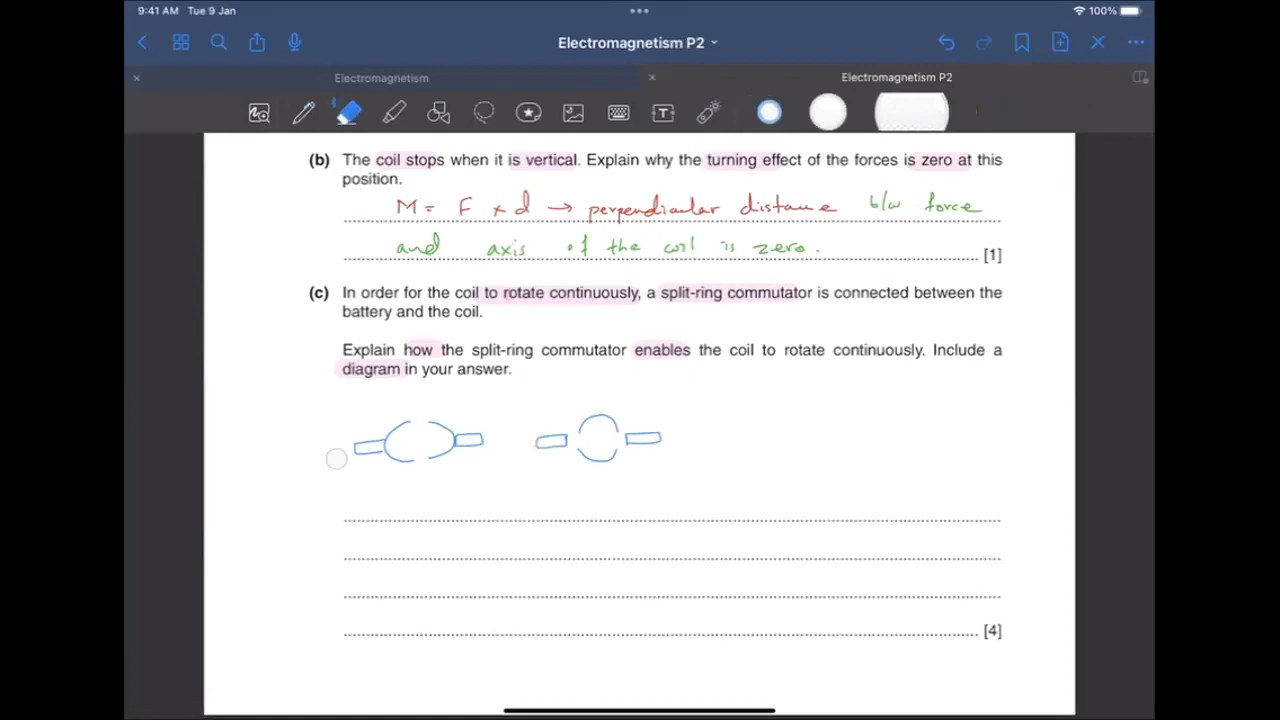 9:41 AM Tue 9 Jan
100%
Electromagnetism P2
Electromagnetism
Electromagnetism P2
(b) The coil stops when it is vertical. Explain why the turning effect of the forces is zero at this
position.
M = F × d → perpendicular distance b/w force
and axis of the coil is zero.
[1]
(c) In order for the coil to rotate continuously, a split-ring commutator is connected between the
battery and the coil.
Explain how the split-ring commutator enables the coil to rotate continuously. Include a
diagram in your answer.
[4]